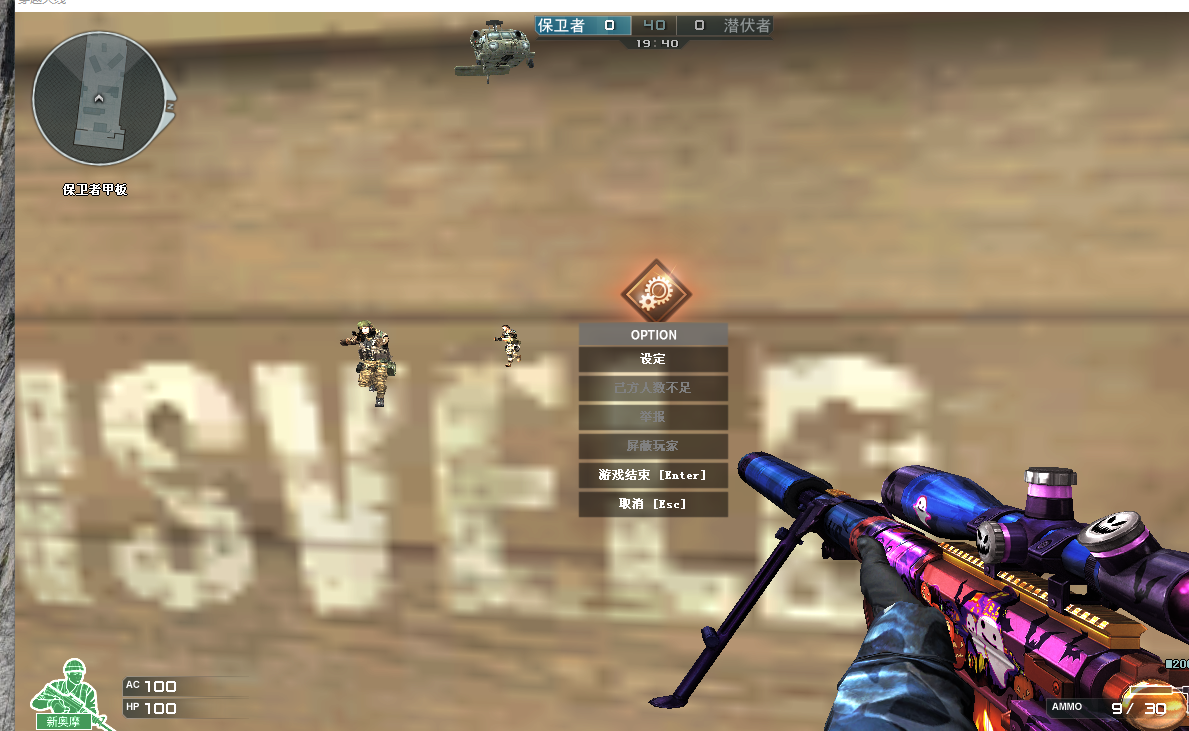 保卫者 0 40 0 潜伏者
19:40
N
保卫者甲板
OPTION
设定
己方人数不足
举报
屏蔽玩家
游戏结束 [Enter]
取消 [Esc]
AC 100
HP 100
新奥摩
AMMO 9/ 30